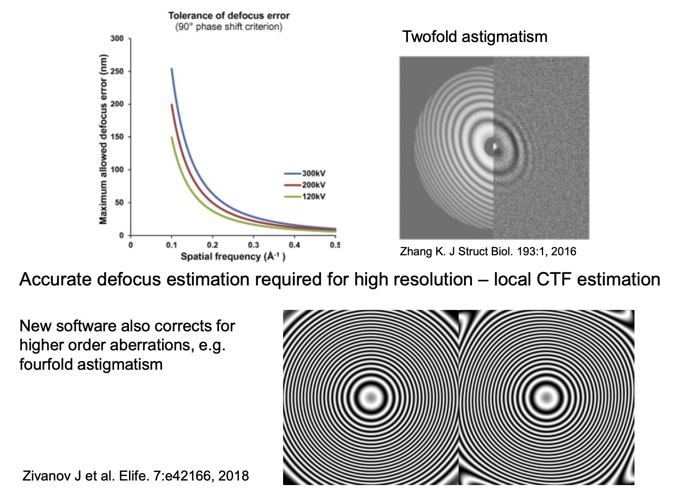 Tolerance of defocus error
(90° phase shift criterion)
Maximum allowed defocus error (nm)
300
250
200
150
100
50
0
0
0.1
0.2
0.3
0.4
0.5
Spatial frequency (Å⁻¹ )
300kV
200kV
120kV
Twofold astigmatism
Zhang K. J Struct Biol. 193:1, 2016
Accurate defocus estimation required for high resolution – local CTF estimation
New software also corrects for
higher order aberrations, e.g.
fourfold astigmatism
Zivanov J et al. Elife. 7:e42166, 2018